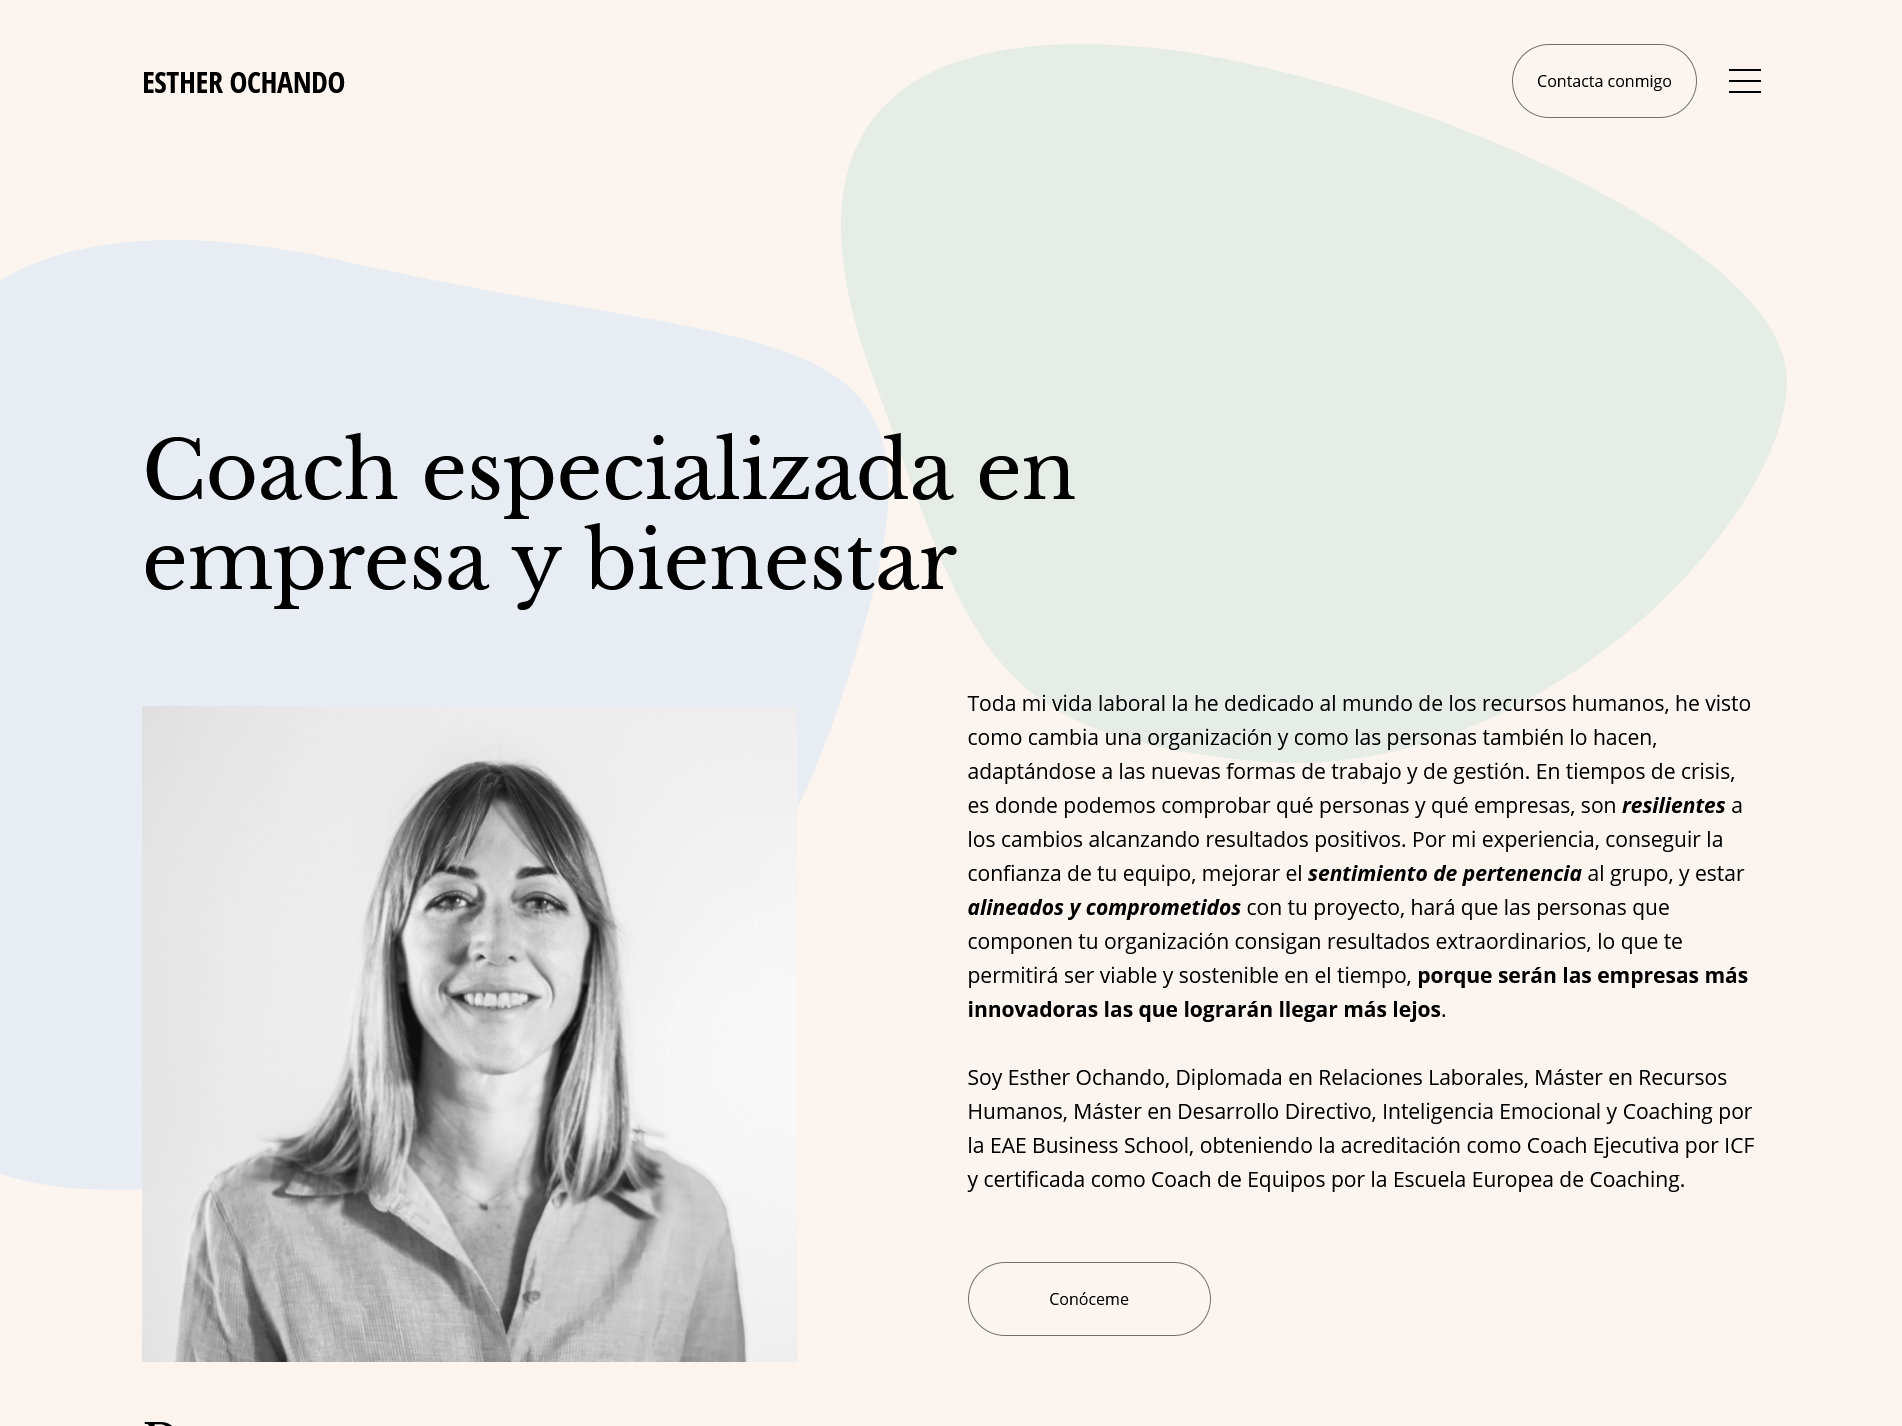 ESTHER OCHANDO
Contacta conmigo
Coach especializada en
empresa y bienestar
Toda mi vida laboral la he dedicado al mundo de los recursos humanos, he visto
como cambia una organización y como las personas también lo hacen,
adaptándose a las nuevas formas de trabajo y de gestión. En tiempos de crisis,
es donde podemos comprobar qué personas y qué empresas, son resilientes a
los cambios alcanzando resultados positivos. Por mi experiencia, conseguir la
confianza de tu equipo, mejorar el sentimiento de pertenencia al grupo, y estar
alineados y comprometidos con tu proyecto, hará que las personas que
componen tu organización consigan resultados extraordinarios, lo que te
permitirá ser viable y sostenible en el tiempo, porque serán las empresas más
innovadoras las que lograrán llegar más lejos.
Soy Esther Ochando, Diplomada en Relaciones Laborales, Máster en Recursos
Humanos, Máster en Desarrollo Directivo, Inteligencia Emocional y Coaching por
la EAE Business School, obteniendo la acreditación como Coach Ejecutiva por ICF
y certificada como Coach de Equipos por la Escuela Europea de Coaching.
Conóceme